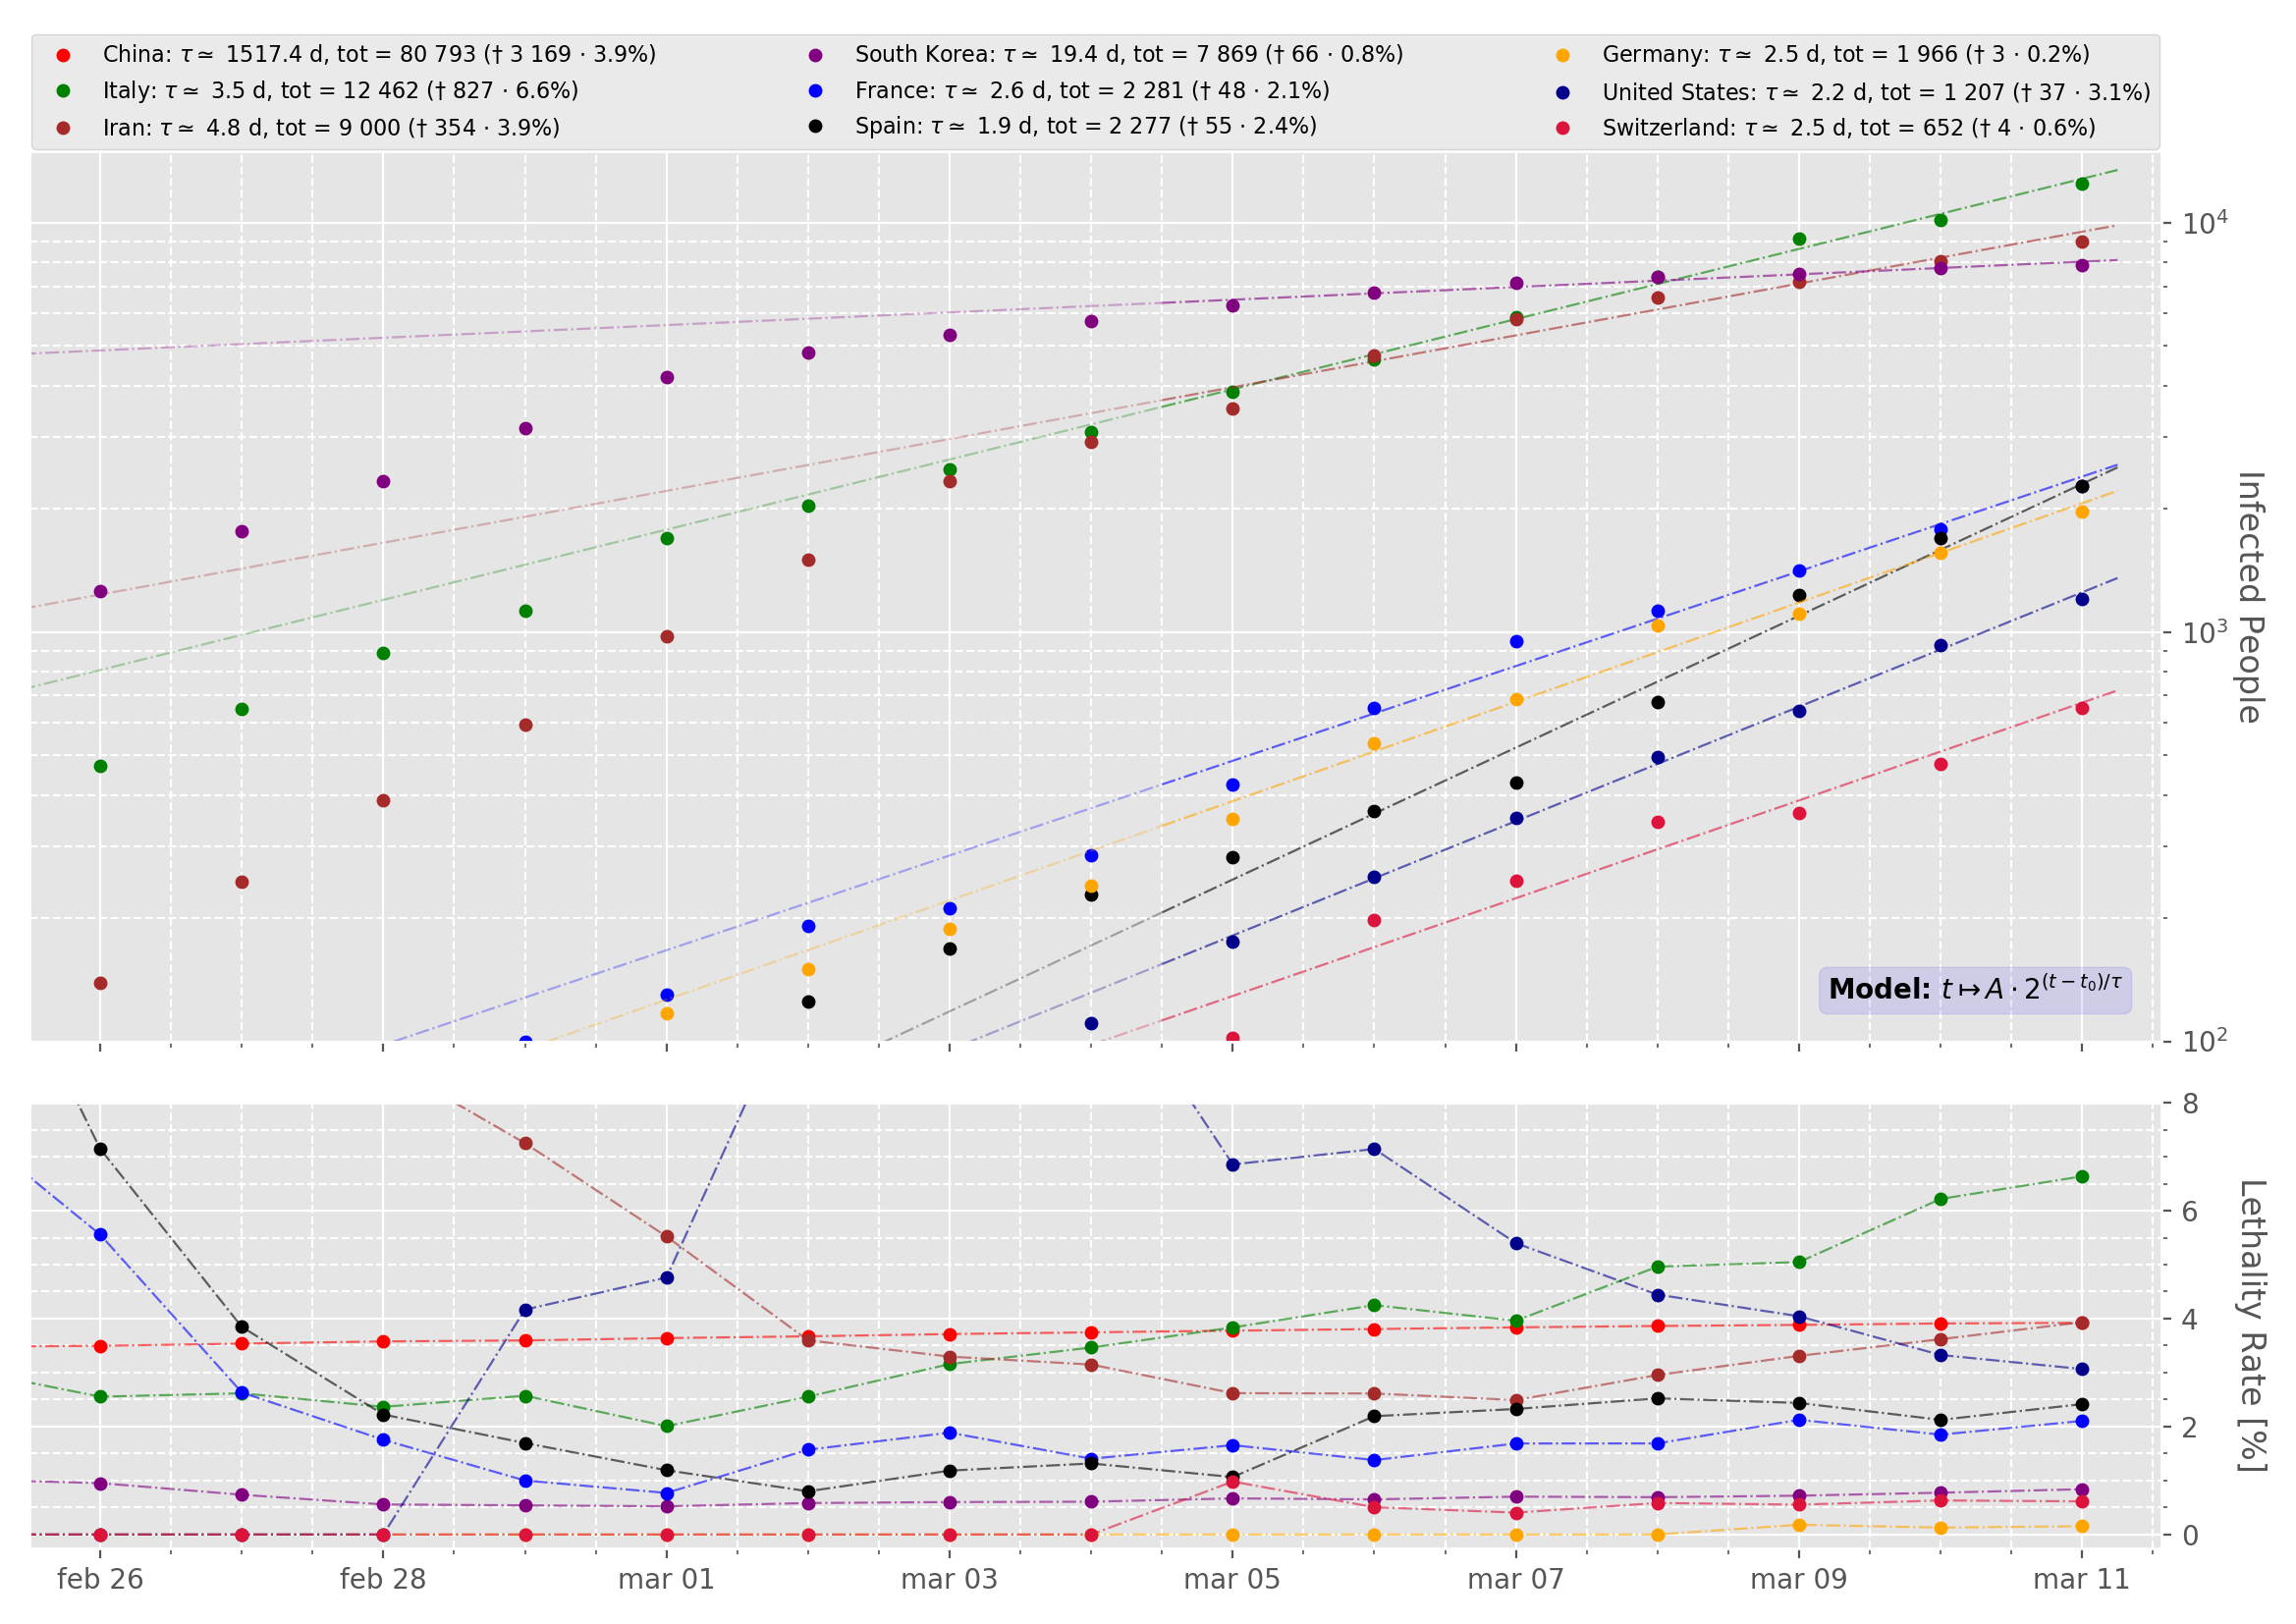 China: τ ≃ 1517.4 d, tot = 80 793 († 3 169 · 3.9%)
Italy: τ ≃ 3.5 d, tot = 12 462 († 827 · 6.6%)
Iran: τ ≃ 4.8 d, tot = 9 000 († 354 · 3.9%)
South Korea: τ ≃ 19.4 d, tot = 7 869 († 66 · 0.8%)
France: τ ≃ 2.6 d, tot = 2 281 († 48 · 2.1%)
Spain: τ ≃ 1.9 d, tot = 2 277 († 55 · 2.4%)
Germany: τ ≃ 2.5 d, tot = 1 966 († 3 · 0.2%)
United States: τ ≃ 2.2 d, tot = 1 207 († 37 · 3.1%)
Switzerland: τ ≃ 2.5 d, tot = 652 († 4 · 0.6%)
10⁴
10³
10²
Infected People
Model: t ↦ A · 2^{(t − t₀)/τ}
8
6
4
2
0
Lethality Rate [%]
feb 26
feb 28
mar 01
mar 03
mar 05
mar 07
mar 09
mar 11